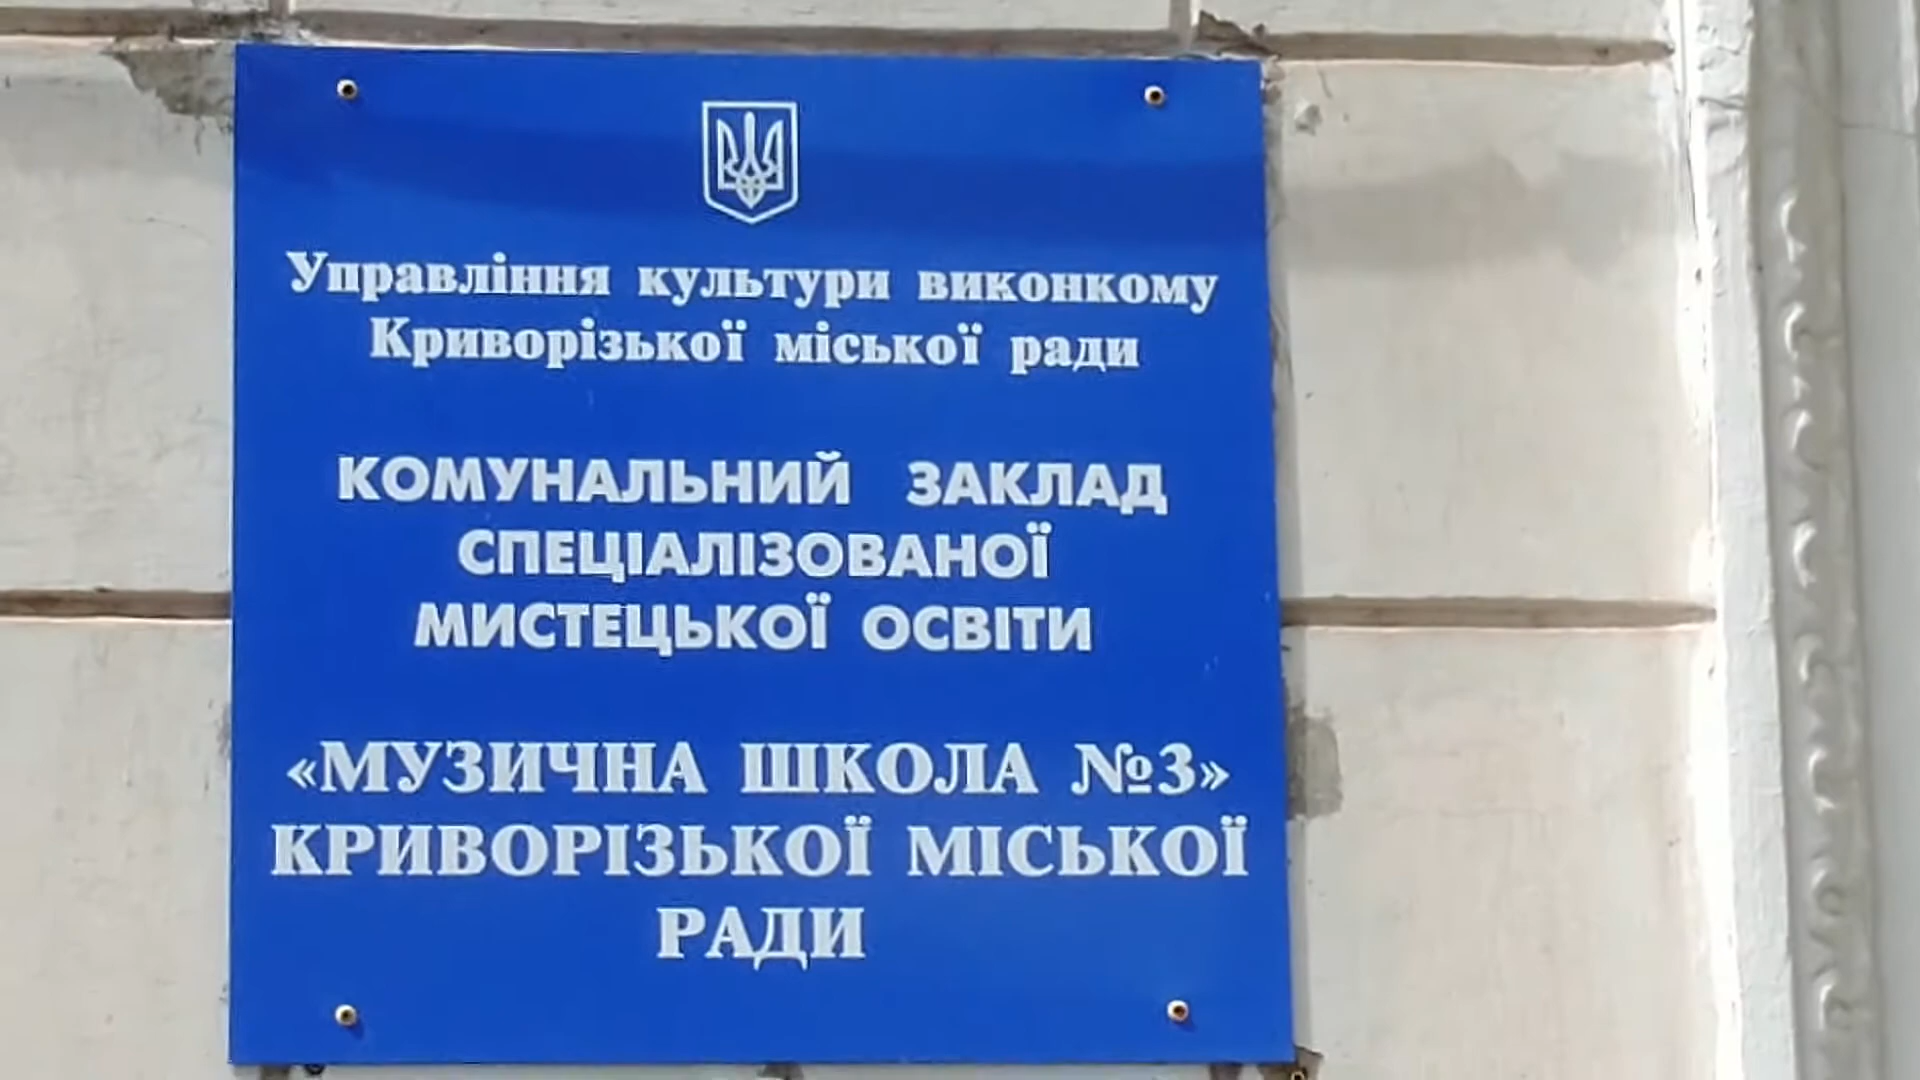 Управління культури виконкому
Криворізької міської ради
КОМУНАЛЬНИЙ ЗАКЛАД
СПЕЦІАЛІЗОВАНОЇ
МИСТЕЦЬКОЇ ОСВІТИ
«МУЗИЧНА ШКОЛА №3»
КРИВОРІЗЬКОЇ МІСЬКОЇ
РАДИ